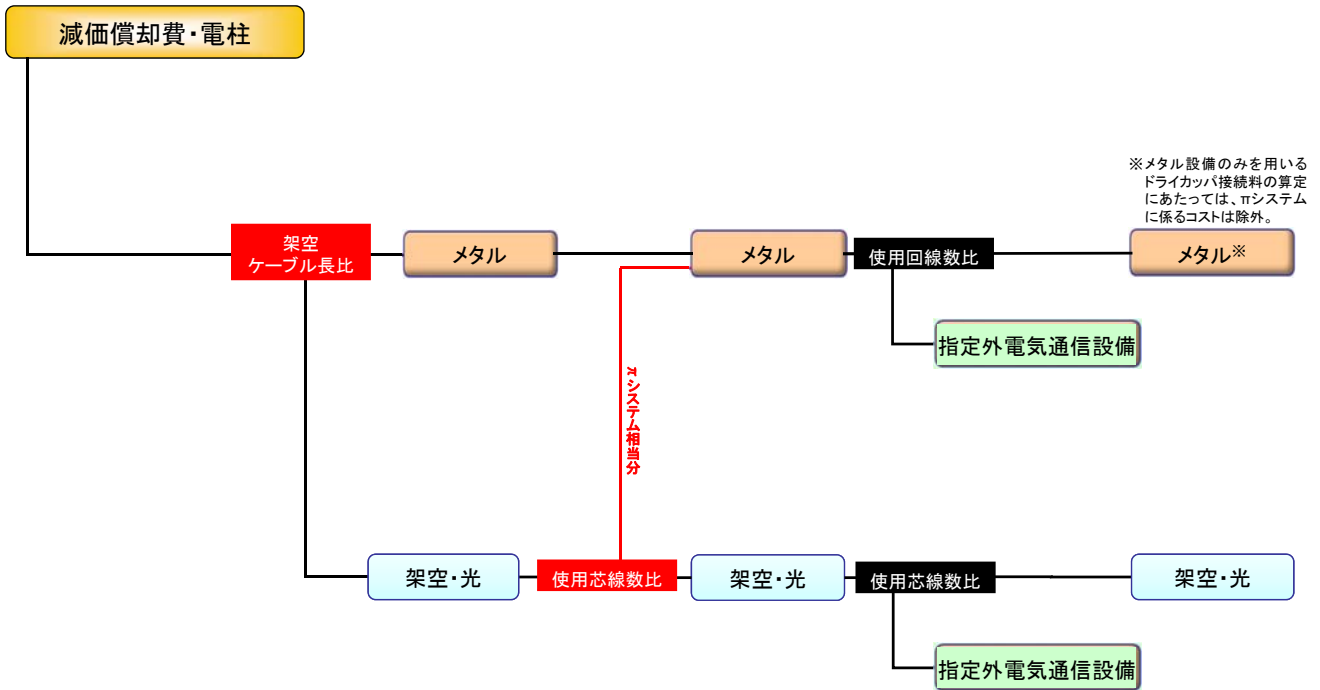 減価償却費・電柱
※メタル設備のみを用いる
ドライカッパ接続料の算定
にあたっては、πシステム
に係るコストは除外。
架空
ケーブル長比
メタル
メタル
使用回線数比
メタル※
指定外電気通信設備
πシステム相当分
架空・光
使用芯線数比
架空・光
使用芯線数比
架空・光
指定外電気通信設備